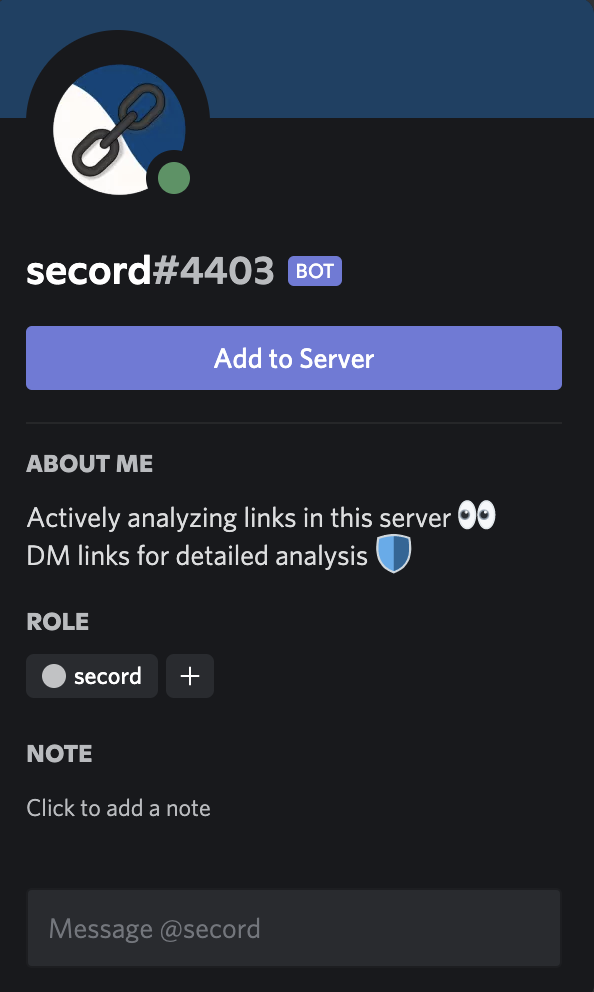 secord#4403 BOT
Add to Server
ABOUT ME
Actively analyzing links in this server 👀
DM links for detailed analysis 🛡️
ROLE
secord +
NOTE
Click to add a note
Message @secord